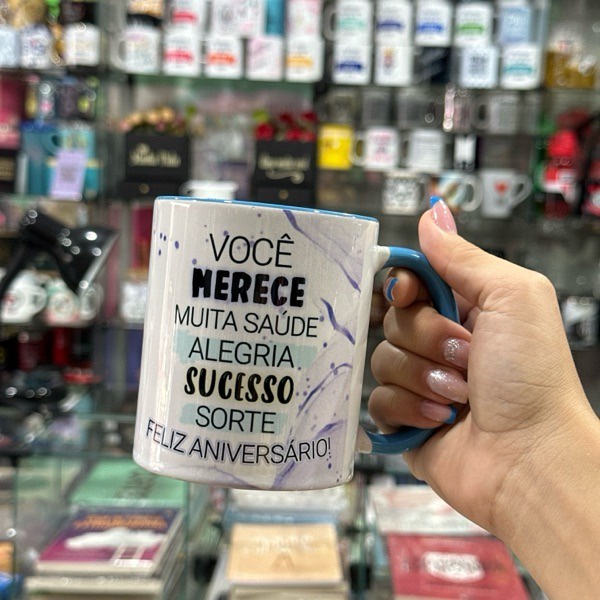 VOCÊ
MERECE
MUITA SAÚDE
ALEGRIA
SUCESSO
SORTE
FELIZ ANIVERSÁRIO!